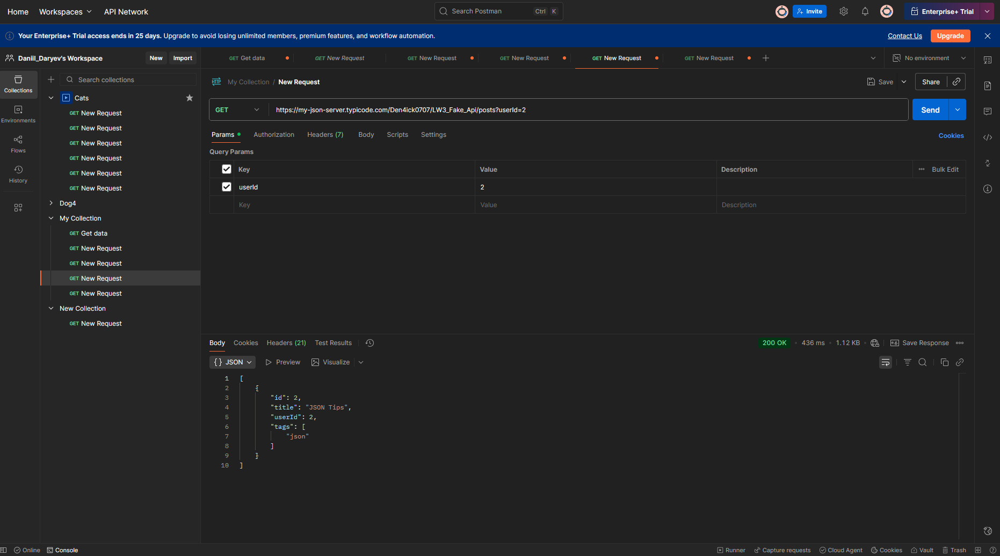 Home Workspaces API Network Search Postman Ctrl K Invite Enterprise+ Trial
Your Enterprise+ Trial access ends in 25 days. Upgrade to avoid losing unlimited members, premium features, and workflow automation. Contact Us Upgrade
Daniil_Daryev's Workspace New Import
GET Get data GET New Request GET New Request GET New Request GET New Request GET New Request No environment
Collections
Environments
Flows
History
Search collections
Cats
GET New Request
GET New Request
GET New Request
GET New Request
GET New Request
GET New Request
Dog4
My Collection
GET Get data
GET New Request
GET New Request
GET New Request
GET New Request
New Collection
GET New Request
HTTP My Collection / New Request Save Share
GET https://my-json-server.typicode.com/Den4ick0707/LW3_Fake_Api/posts?userId=2 Send
Params Authorization Headers (7) Body Scripts Settings Cookies
Query Params
Key Value Description Bulk Edit
userId 2
Key Value Description
Body Cookies Headers (21) Test Results 200 OK 436 ms 1.12 KB e.g. Save Response
{} JSON Preview Visualize
1 [
2 {
3 "id": 2,
4 "title": "JSON Tips",
5 "userId": 2,
6 "tags": [
7 "json"
8 ]
9 }
10 ]
Online Console Runner Capture requests Cloud Agent Cookies Vault Trash